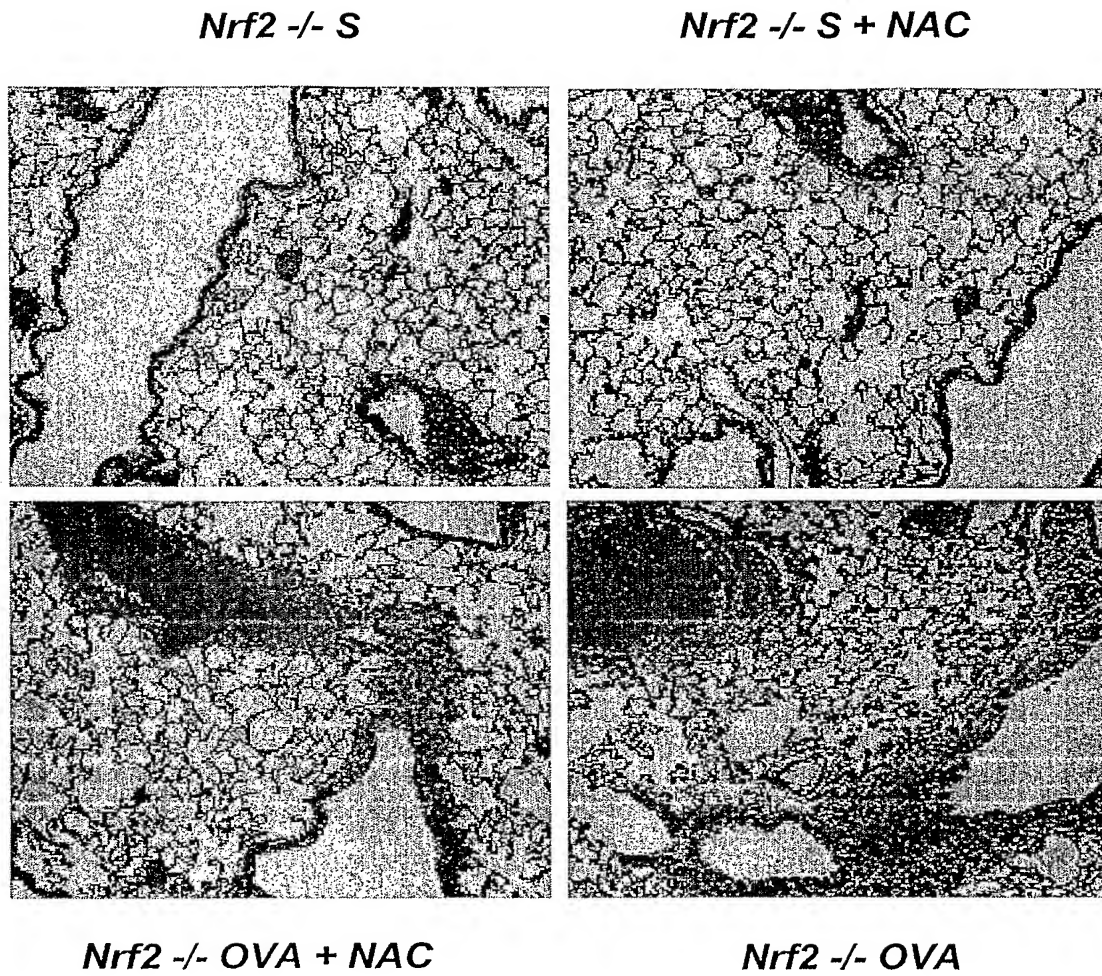 Nrf2 -/- S
Nrf2 -/- S + NAC
Nrf2 -/- OVA + NAC
Nrf2 -/- OVA